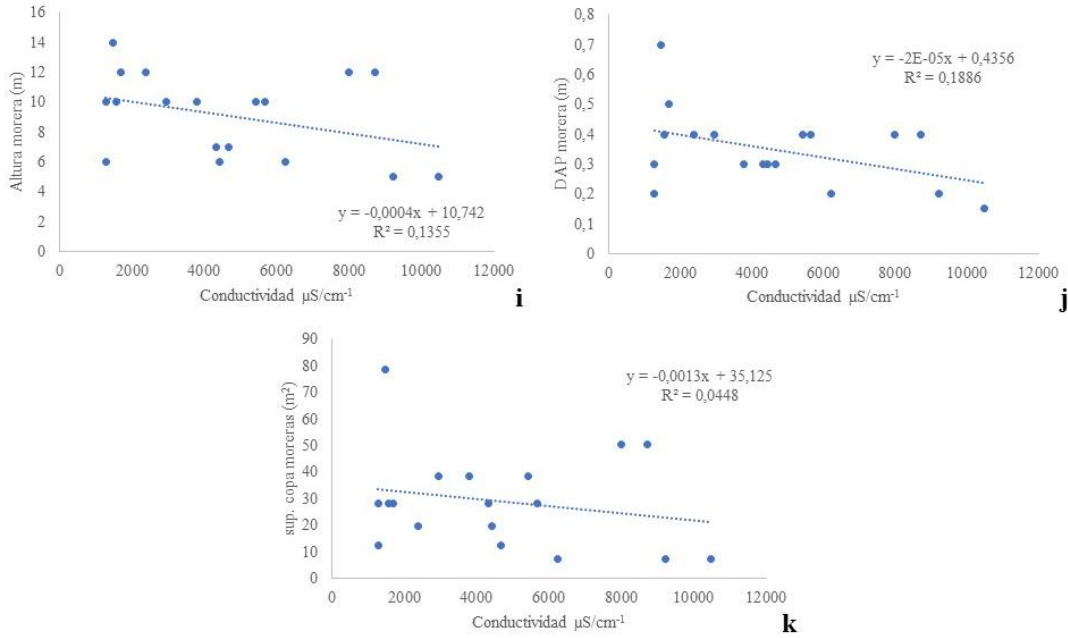 16
14
12
10
8
6
4
2
0
Altura morera (m)
y = -0,0004x + 10,742
R² = 0,1355
0 2000 4000 6000 8000 10000 12000
Conductividad µS/cm⁻¹
i
0,8
0,7
0,6
0,5
0,4
0,3
0,2
0,1
0
DAP morera (m)
y = -2E-05x + 0,4356
R² = 0,1886
0 2000 4000 6000 8000 10000 12000
Conductividad µS/cm⁻¹
j
90
80
70
60
50
40
30
20
10
0
sup. copa moreras (m²)
y = -0,0013x + 35,125
R² = 0,0448
0 2000 4000 6000 8000 10000 12000
Conductividad µS/cm⁻¹
k